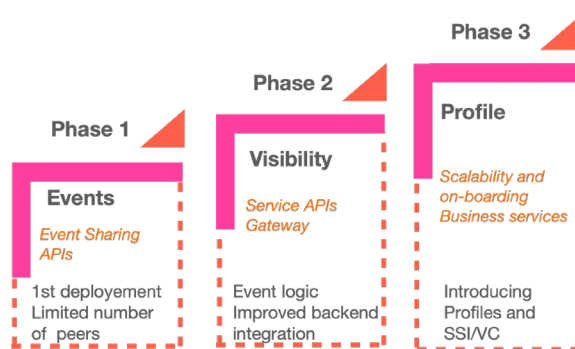 Phase 1
Events
Event Sharing
APIs
1st deployement
Limited number
of peers
Phase 2
Visibility
Service APIs
Gateway
Event logic
Improved backend
integration
Phase 3
Profile
Scalability and
on-boarding
Business services
Introducing
Profiles and
SSI/VC